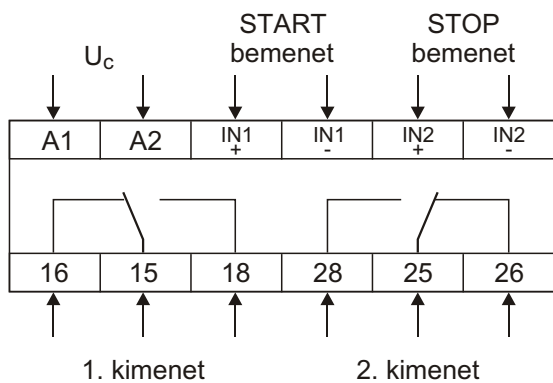 U_c
START bemenet
STOP bemenet
A1 A2 IN1 + IN1 - IN2 + IN2 -
16 15 18 28 25 26
1. kimenet 2. kimenet